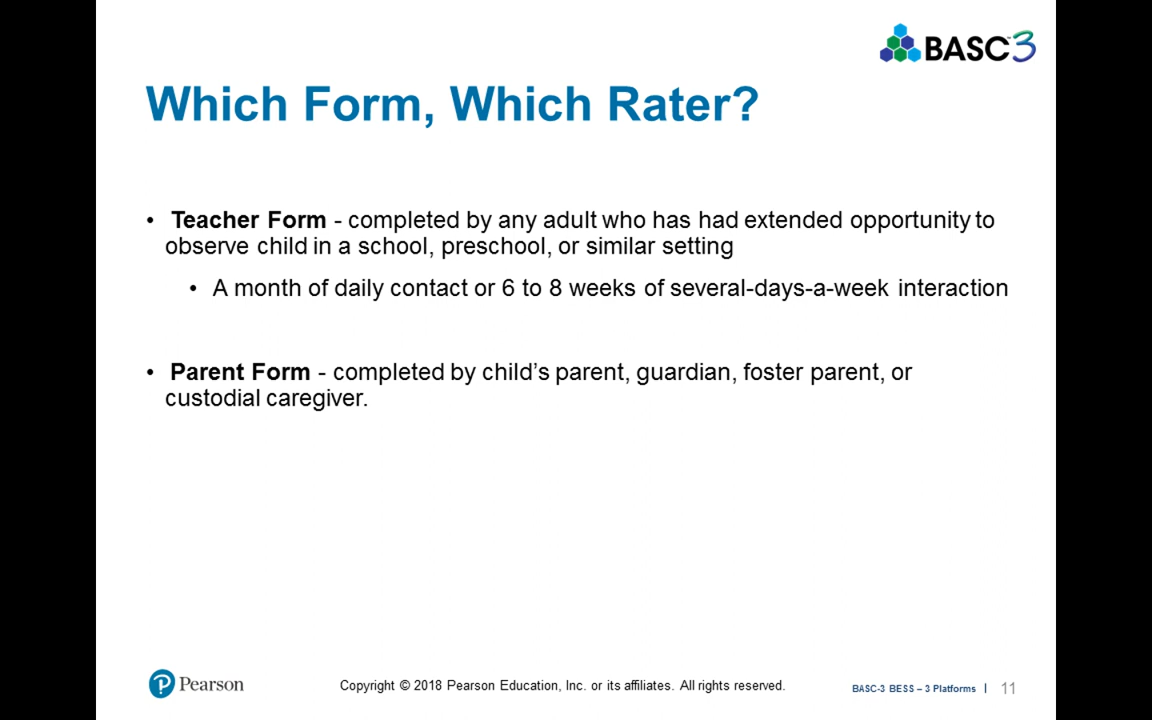 BASC™3
Which Form, Which Rater?
• Teacher Form - completed by any adult who has had extended opportunity to
observe child in a school, preschool, or similar setting
• A month of daily contact or 6 to 8 weeks of several-days-a-week interaction
• Parent Form - completed by child's parent, guardian, foster parent, or
custodial caregiver.
P Pearson
Copyright © 2018 Pearson Education, Inc. or its affiliates. All rights reserved.
BASC-3 BESS – 3 Platforms | 11